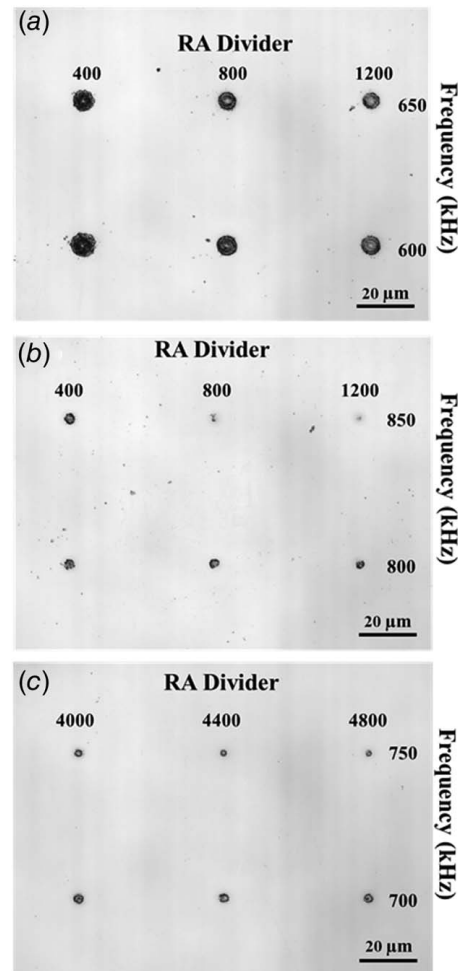 (a)
RA Divider
400 800 1200
650
600
Frequency (kHz)
20 µm
(b)
RA Divider
400 800 1200
850
800
Frequency (kHz)
20 µm
(c)
RA Divider
4000 4400 4800
750
700
Frequency (kHz)
20 µm